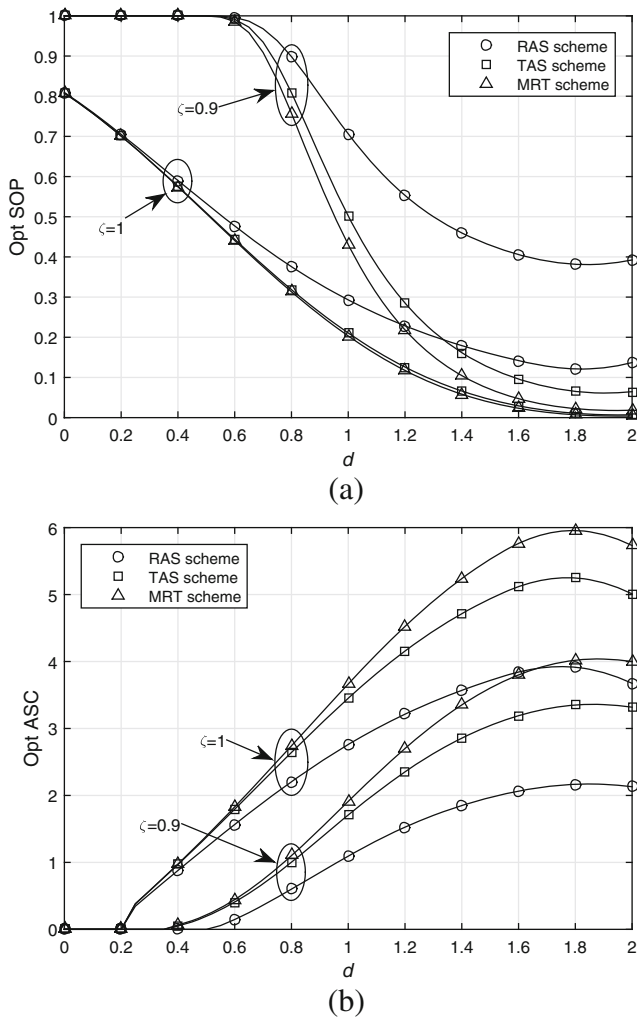 1
0.9
0.8
0.7
0.6
0.5
0.4
0.3
0.2
0.1
0
Opt SOP
RAS scheme
TAS scheme
MRT scheme
ζ=0.9
ζ=1
0 0.2 0.4 0.6 0.8 1 1.2 1.4 1.6 1.8 2
d
(a)
6
5
4
3
2
1
0
Opt ASC
RAS scheme
TAS scheme
MRT scheme
ζ=1
ζ=0.9
0 0.2 0.4 0.6 0.8 1 1.2 1.4 1.6 1.8 2
d
(b)